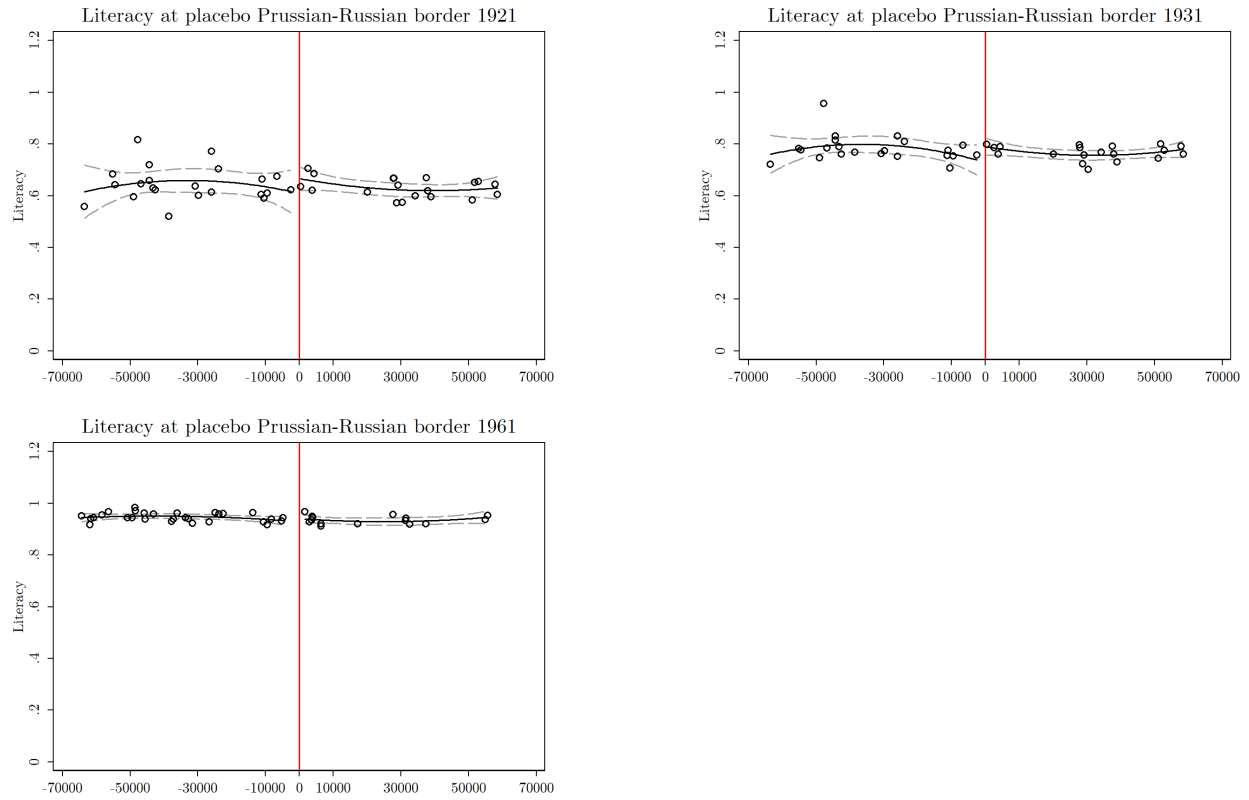 Literacy at placebo Prussian-Russian border 1921
1.2
1
.8
.6
.4
.2
0
Literacy
-70000 -50000 -30000 -10000 0 10000 30000 50000 70000
Literacy at placebo Prussian-Russian border 1931
1.2
1
.8
.6
.4
.2
0
Literacy
-70000 -50000 -30000 -10000 0 10000 30000 50000 70000
Literacy at placebo Prussian-Russian border 1961
1.2
1
.8
.6
.4
.2
0
Literacy
-70000 -50000 -30000 -10000 0 10000 30000 50000 70000